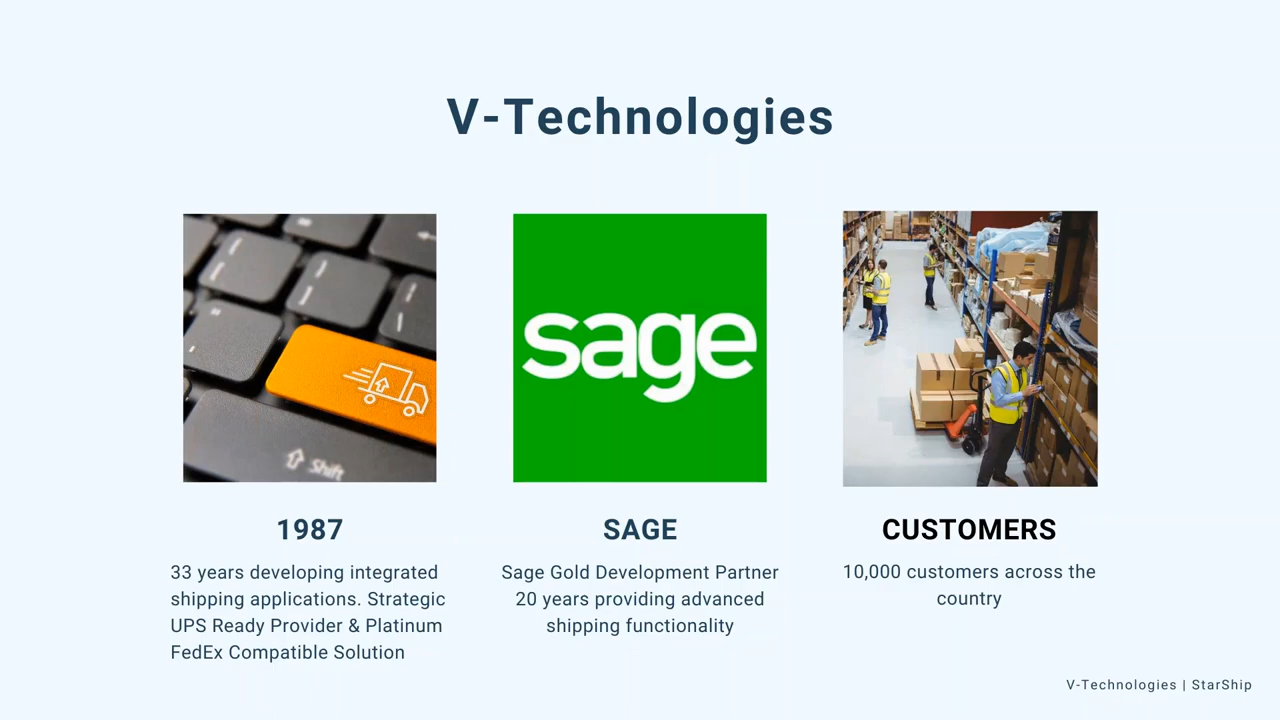 V-Technologies
Shift
sage
1987
33 years developing integrated
shipping applications. Strategic
UPS Ready Provider & Platinum
FedEx Compatible Solution
SAGE
Sage Gold Development Partner
20 years providing advanced
shipping functionality
CUSTOMERS
10,000 customers across the
country
V-Technologies | StarShip